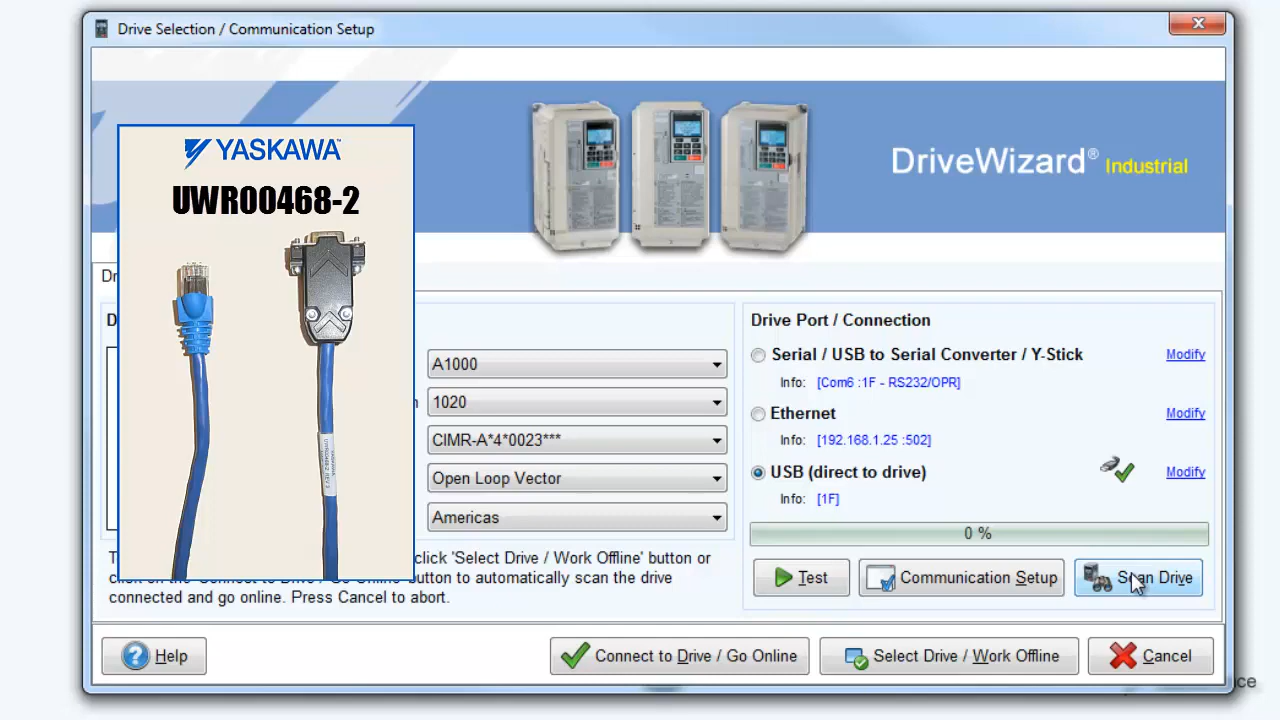 Drive Selection / Communication Setup
YASKAWA™
UWR00468-2
DriveWizard® Industrial
Dr
D
A1000
1020
CIMR-A*4*0023***
Open Loop Vector
Americas
click 'Select Drive / Work Offline' button or
button to automatically scan the drive
connected and go online. Press Cancel to abort.
Drive Port / Connection
Serial / USB to Serial Converter / Y-Stick
Modify
Info: [Com6 :1F - RS232/OPR]
Ethernet
Modify
Info: [192.168.1.25 :502]
USB (direct to drive)
Modify
Info: [1F]
0 %
Test
Communication Setup
Scan Drive
Help
Connect to Drive / Go Online
Select Drive / Work Offline
Cancel
ce